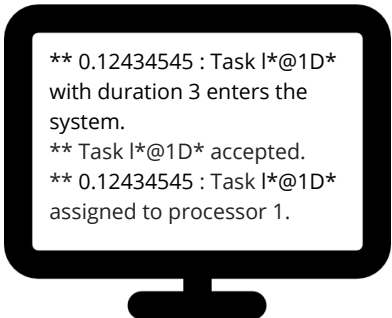 ** 0.12434545 : Task l*@1D*
with duration 3 enters the
system.
** Task l*@1D* accepted.
** 0.12434545 : Task l*@1D*
assigned to processor 1.